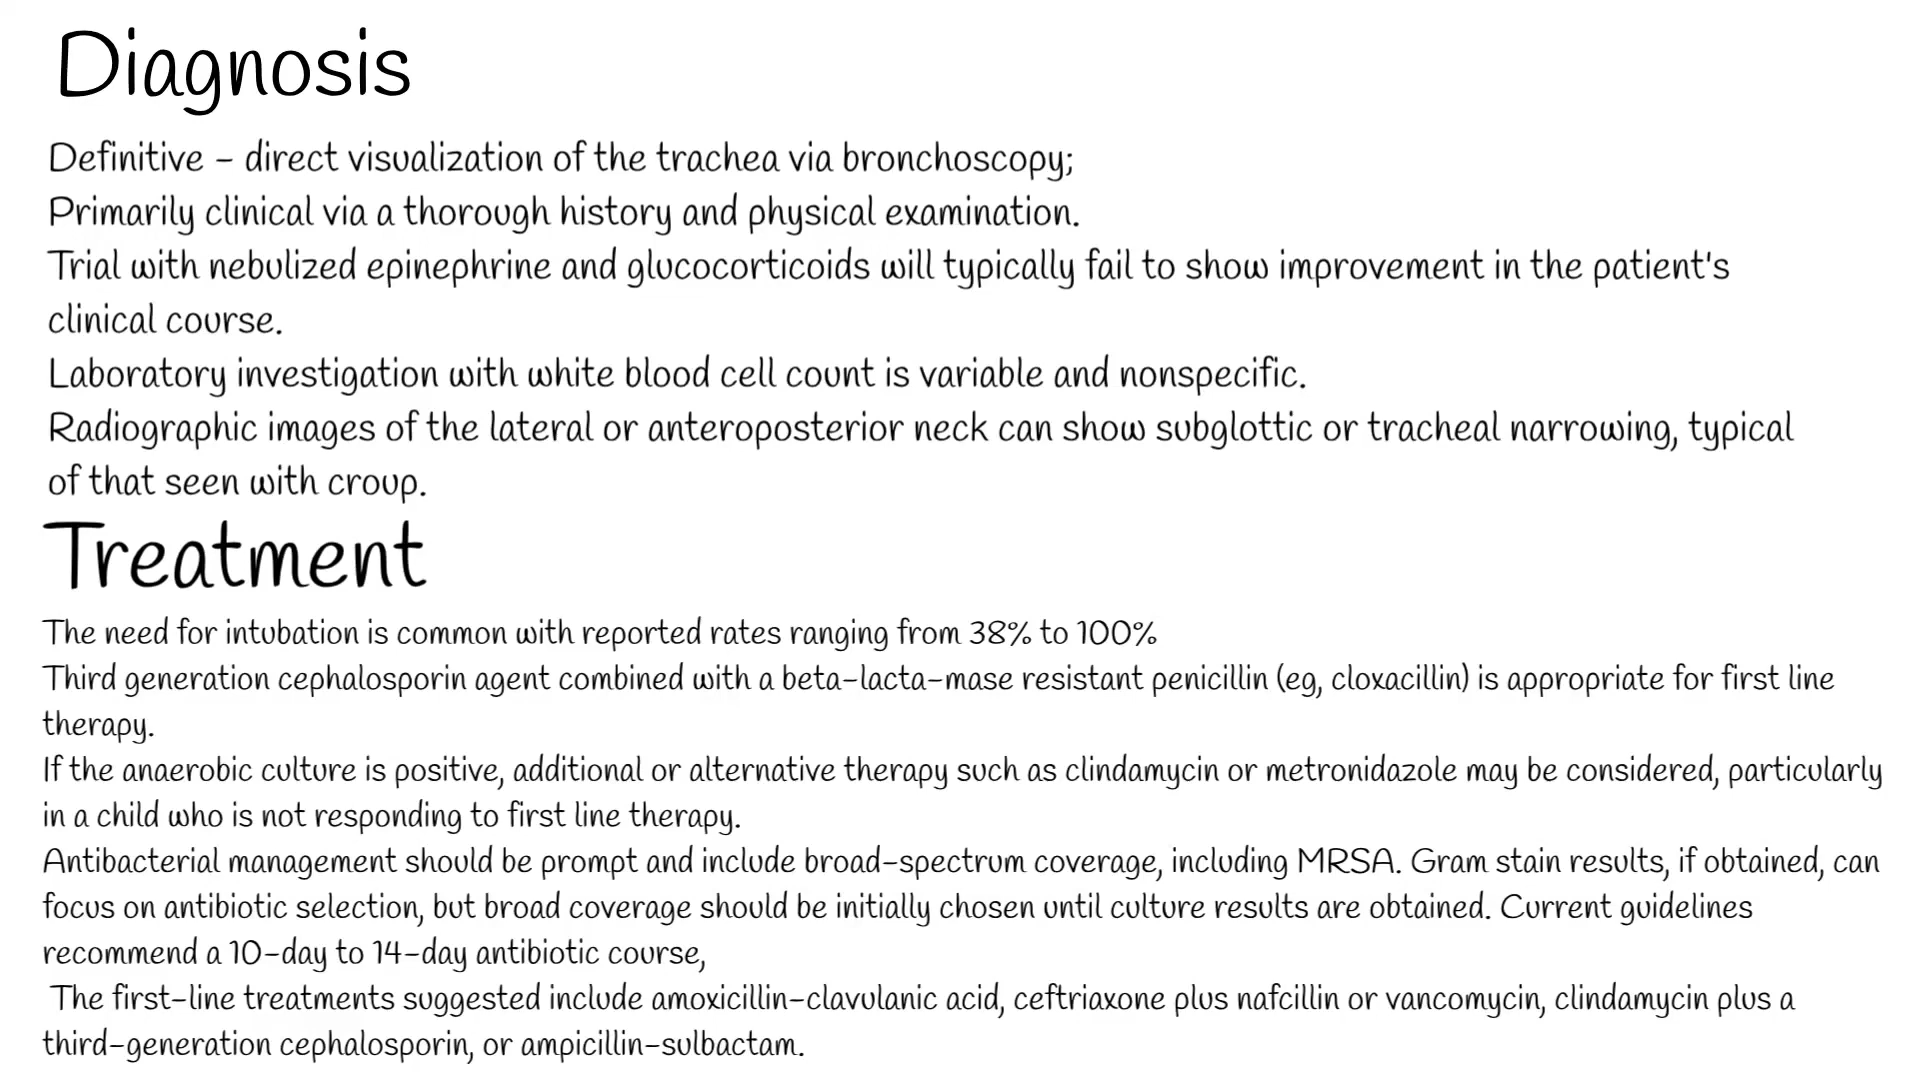 Diagnosis
Definitive - direct visualization of the trachea via bronchoscopy;
Primarily clinical via a thorough history and physical examination.
Trial with nebulized epinephrine and glucocorticoids will typically fail to show improvement in the patient's
clinical course.
Laboratory investigation with white blood cell count is variable and nonspecific.
Radiographic images of the lateral or anteroposterior neck can show subglottic or tracheal narrowing, typical
of that seen with croup.
Treatment
The need for intubation is common with reported rates ranging from 38% to 100%
Third generation cephalosporin agent combined with a beta-lacta-mase resistant penicillin (eg, cloxacillin) is appropriate for first line
therapy.
If the anaerobic culture is positive, additional or alternative therapy such as clindamycin or metronidazole may be considered, particularly
in a child who is not responding to first line therapy.
Antibacterial management should be prompt and include broad-spectrum coverage, including MRSA. Gram stain results, if obtained, can
focus on antibiotic selection, but broad coverage should be initially chosen until culture results are obtained. Current guidelines
recommend a 10-day to 14-day antibiotic course,
The first-line treatments suggested include amoxicillin-clavulanic acid, ceftriaxone plus nafcillin or vancomycin, clindamycin plus a
third-generation cephalosporin, or ampicillin-sulbactam.